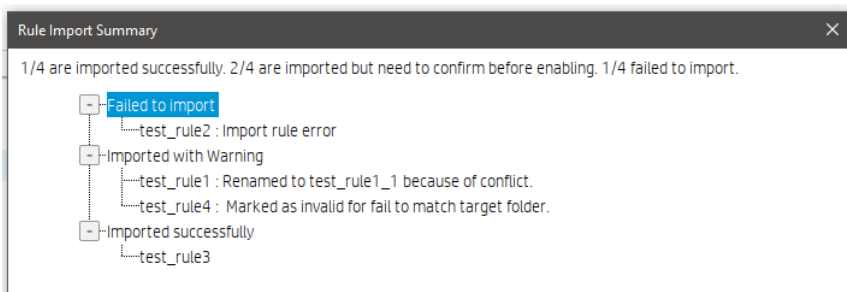 Rule Import Summary
1/4 are imported successfully. 2/4 are imported but need to confirm before enabling. 1/4 failed to import.
Failed to import
test_rule2 : Import rule error
Imported with Warning
test_rule1 : Renamed to test_rule1_1 because of conflict.
test_rule4 : Marked as invalid for fail to match target folder.
Imported successfully
test_rule3